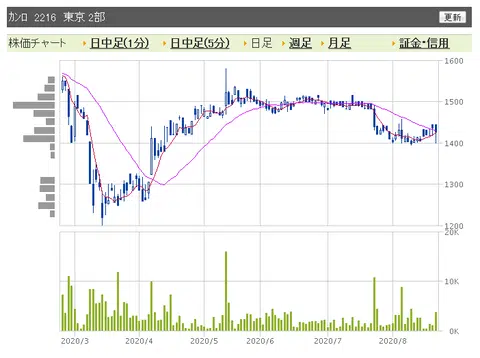 ｶﾝﾛ 2216 東京2部
更新
株価チャート 日中足(1分) 日中足(5分) 日足 週足 月足 証金・信用
1600
1500
1400
1300
1200
20K
10K
0K
2020/3 2020/4 2020/5 2020/6 2020/7 2020/8